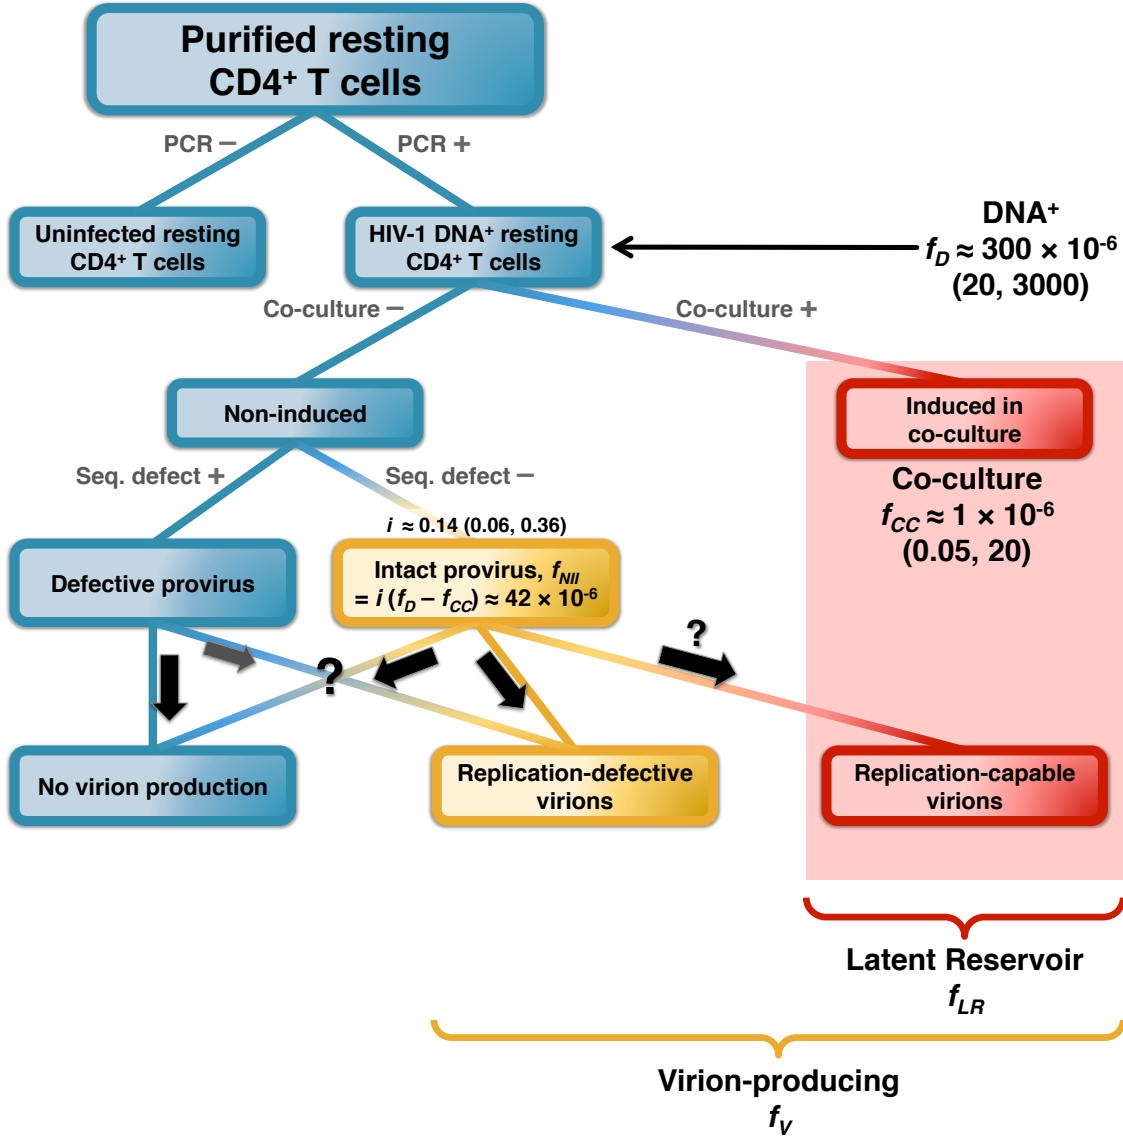 Purified resting
CD4⁺ T cells
PCR −
PCR +
Uninfected resting
CD4⁺ T cells
HIV-1 DNA⁺ resting
CD4⁺ T cells
DNA⁺
f_D ≈ 300 × 10⁻⁶
(20, 3000)
Co-culture −
Co-culture +
Non-induced
Induced in
co-culture
Seq. defect +
Seq. defect −
Co-culture
f_CC ≈ 1 × 10⁻⁶
(0.05, 20)
i ≈ 0.14 (0.06, 0.36)
Defective provirus
Intact provirus, f_NII
= i (f_D – f_CC) ≈ 42 × 10⁻⁶
?
?
No virion production
Replication-defective
virions
Replication-capable
virions
Latent Reservoir
f_LR
Virion-producing
f_V